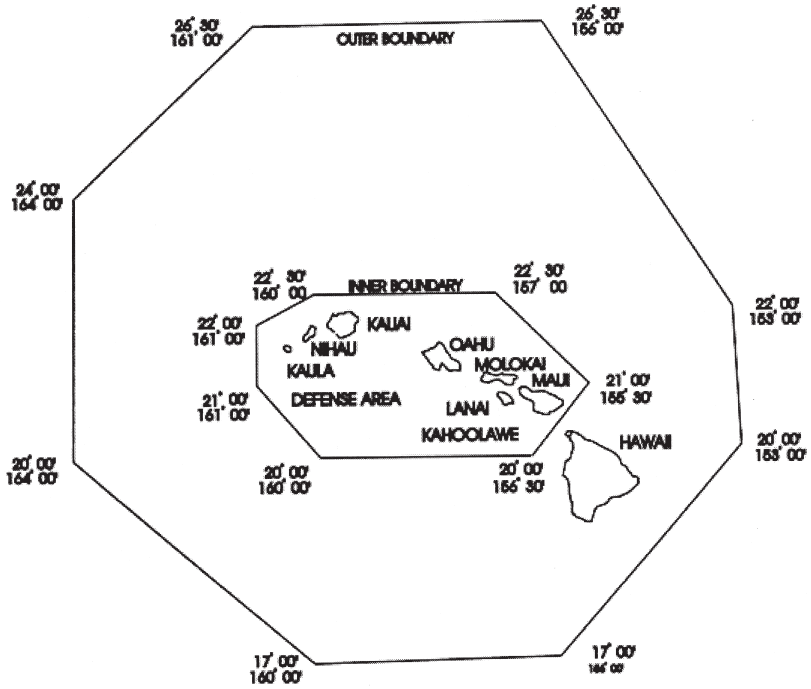 26° 30'
161° 00'
26° 30'
156° 00'
OUTER BOUNDARY
24° 00'
164° 00'
22° 30'
160° 00
INNER BOUNDARY
22° 30'
157° 00
22° 00'
153° 00'
22° 00'
161° 00'
KAUAI
NIHAU
OAHU
KAULA
MOLOKAI
MAUI
21° 00'
155° 30'
21° 00'
161° 00'
DEFENSE AREA
LANAI
KAHOOLAWE
HAWAII
20° 00'
153° 00'
20° 00'
164° 00'
20° 00'
160° 00'
20° 00'
156° 30'
17° 00'
160° 00'
17° 00'